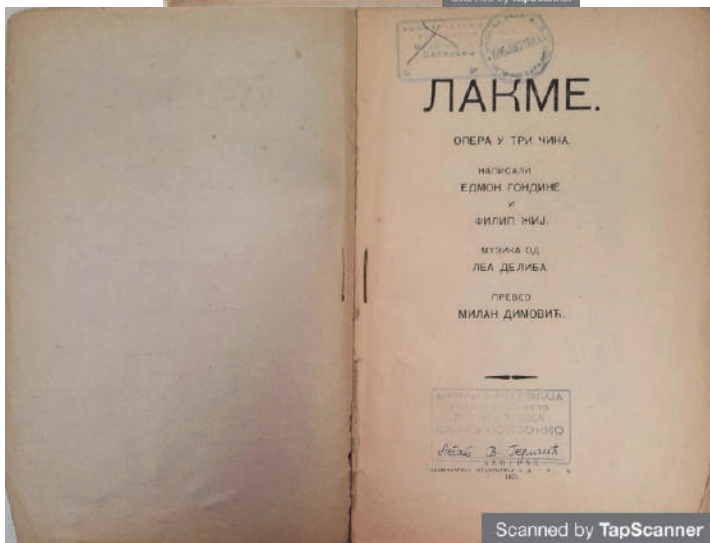 ЛАКМЕ.
ОПЕРА У ТРИ ЧИНА.
НАПИСАЛИ
ЕДМОН ГОНДИНЕ
И
ФИЛИП ЖИЈ.
МУЗИКА ОД
ЛЕА ДЕЛИБА.
ПРЕВЕО
МИЛАН ДИМОВИЋ.
В.
Scanned by TapScanner